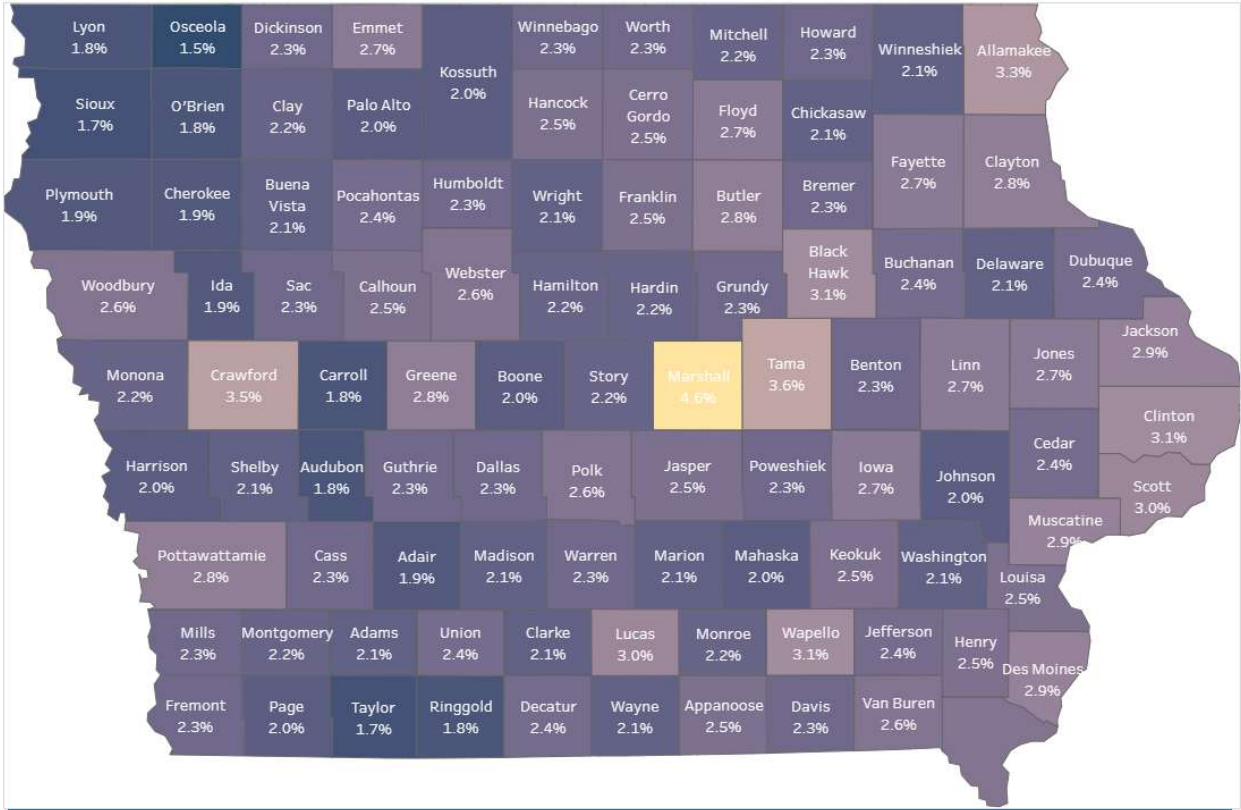 Lyon
1.8%
Osceola
1.5%
Dickinson
2.3%
Emmet
2.7%
Kossuth
2.0%
Winnebago
2.3%
Worth
2.3%
Mitchell
2.2%
Howard
2.3%
Winneshiek
2.1%
Allamakee
3.3%
Sioux
1.7%
O'Brien
1.8%
Clay
2.2%
Palo Alto
2.0%
Hancock
2.5%
Cerro
Gordo
2.5%
Floyd
2.7%
Chickasaw
2.1%
Fayette
2.7%
Clayton
2.8%
Plymouth
1.9%
Cherokee
1.9%
Buena
Vista
2.1%
Pocahontas
2.4%
Humboldt
2.3%
Wright
2.1%
Franklin
2.5%
Butler
2.8%
Bremer
2.3%
Woodbury
2.6%
Ida
1.9%
Sac
2.3%
Calhoun
2.5%
Webster
2.6%
Hamilton
2.2%
Hardin
2.2%
Grundy
2.3%
Black
Hawk
3.1%
Buchanan
2.4%
Delaware
2.1%
Dubuque
2.4%
Monona
2.2%
Crawford
3.5%
Carroll
1.8%
Greene
2.8%
Boone
2.0%
Story
2.2%
Marshall
4.6%
Tama
3.6%
Benton
2.3%
Linn
2.7%
Jones
2.7%
Jackson
2.9%
Clinton
3.1%
Harrison
2.0%
Shelby
2.1%
Audubon
1.8%
Guthrie
2.3%
Dallas
2.3%
Polk
2.6%
Jasper
2.5%
Poweshiek
2.3%
Iowa
2.7%
Johnson
2.0%
Cedar
2.4%
Scott
3.0%
Muscatine
2.9%
Pottawattamie
2.8%
Cass
2.3%
Adair
1.9%
Madison
2.1%
Warren
2.3%
Marion
2.1%
Mahaska
2.0%
Keokuk
2.5%
Washington
2.1%
Louisa
2.5%
Mills
2.3%
Montgomery
2.2%
Adams
2.1%
Union
2.4%
Clarke
2.1%
Lucas
3.0%
Monroe
2.2%
Wapello
3.1%
Jefferson
2.4%
Henry
2.5%
Des Moines
2.9%
Fremont
2.3%
Page
2.0%
Taylor
1.7%
Ringgold
1.8%
Decatur
2.4%
Wayne
2.1%
Appanoose
2.5%
Davis
2.3%
Van Buren
2.6%